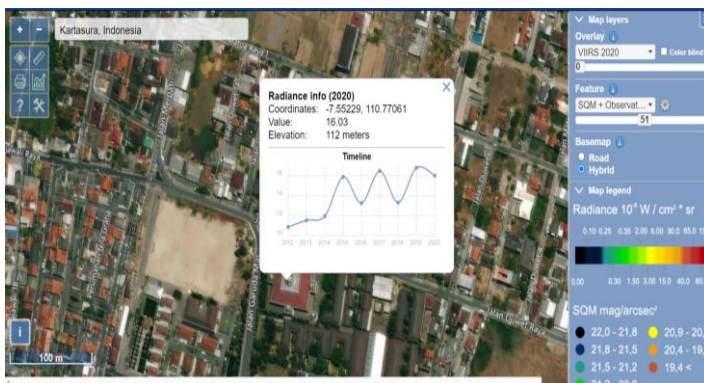 Kartasura, Indonesia
Radiance info (2020)
Coordinates: -7.55229, 110.77061
Value: 16.03
Elevation: 112 meters
Timeline
16
14
12
10
2012 2013 2014 2015 2016 2017 2018 2019 2020
100 m
Map layers
Overlay
VIIRS 2020
Color blind
0
Feature
SQM + Observat...
51
Basemap
Road
Hybrid
Map legend
Radiance 10⁻⁹ W / cm² * sr
0.10 0.25 0.35 2.00 6.00 30.0 65.0
0.00 0.30 1.50 3.00 15.0 40.0
SQM mag/arcsec²
22,0 - 21,8
20,9 - 20,
21,8 - 21,5
20,4 - 19,
21,5 - 21,2
19,4 <